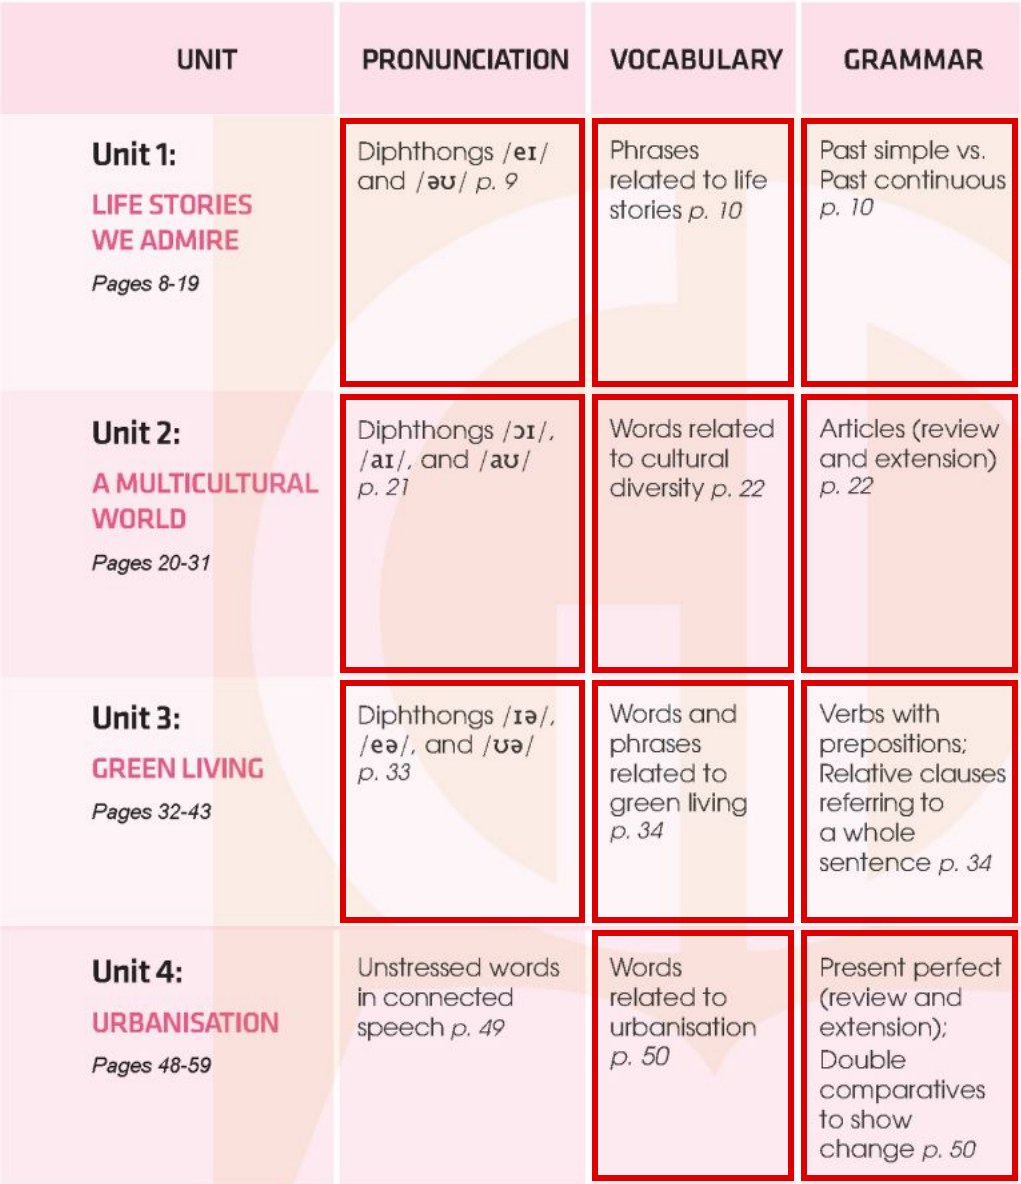 UNIT
PRONUNCIATION
VOCABULARY
GRAMMAR
Unit 1:
LIFE STORIES
WE ADMIRE
Pages 8-19
Diphthongs /eɪ/
and /əʊ/ p. 9
Phrases
related to life
stories p. 10
Past simple vs.
Past continuous
p. 10
Unit 2:
A MULTICULTURAL
WORLD
Pages 20-31
Diphthongs /ɔɪ/,
/aɪ/, and /aʊ/
p. 21
Words related
to cultural
diversity p. 22
Articles (review
and extension)
p. 22
Unit 3:
GREEN LIVING
Pages 32-43
Diphthongs /ɪə/,
/eə/, and /ʊə/
p. 33
Words and
phrases
related to
green living
p. 34
Verbs with
prepositions;
Relative clauses
referring to
a whole
sentence p. 34
Unit 4:
URBANISATION
Pages 48-59
Unstressed words
in connected
speech p. 49
Words
related to
urbanisation
p. 50
Present perfect
(review and
extension);
Double
comparatives
to show
change p. 50